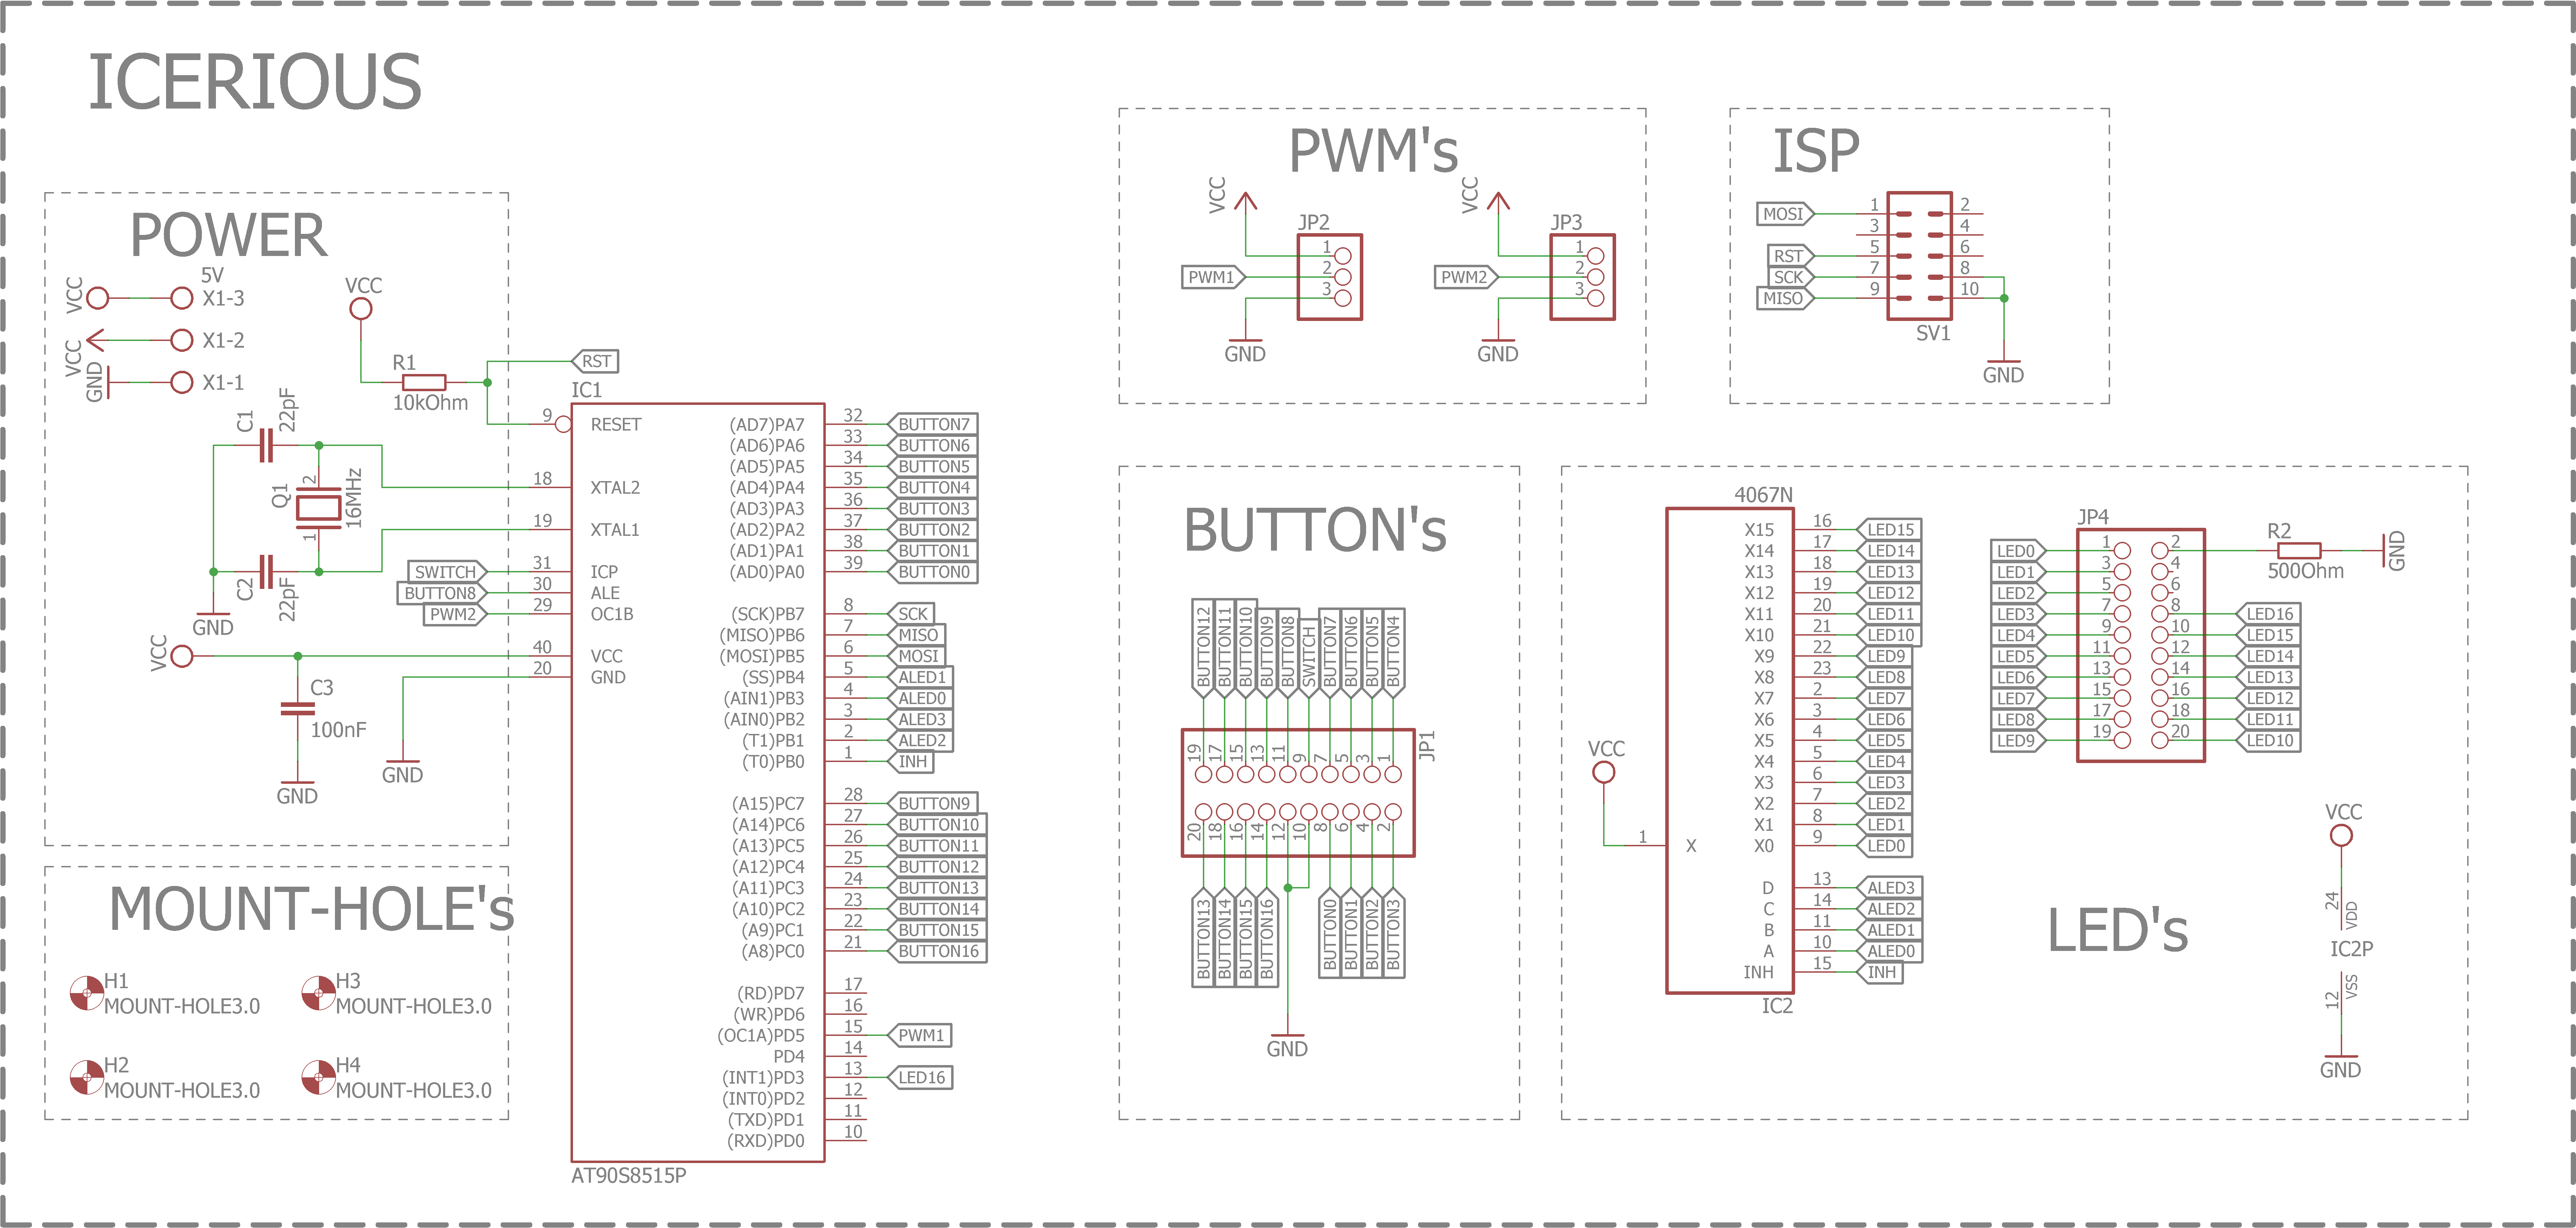 ICERIOUS
POWER
VCC
5V
X1-3
VCC
X1-2
GND
X1-1
VCC
R1
10kOhm
RST
C1
22pF
Q1
2
1
16MHz
C2
22pF
GND
SWITCH
BUTTON8
PWM2
VCC
C3
100nF
GND
GND
MOUNT-HOLE's
H1
MOUNT-HOLE3.0
H3
MOUNT-HOLE3.0
H2
MOUNT-HOLE3.0
H4
MOUNT-HOLE3.0
IC1
9 RESET
18 XTAL2
19 XTAL1
31 ICP
30 ALE
29 OC1B
40 VCC
20 GND
(AD7)PA7 32 BUTTON7
(AD6)PA6 33 BUTTON6
(AD5)PA5 34 BUTTON5
(AD4)PA4 35 BUTTON4
(AD3)PA3 36 BUTTON3
(AD2)PA2 37 BUTTON2
(AD1)PA1 38 BUTTON1
(AD0)PA0 39 BUTTON0
(SCK)PB7 8 SCK
(MISO)PB6 7 MISO
(MOSI)PB5 6 MOSI
(SS)PB4 5 ALED1
(AIN1)PB3 4 ALED0
(AIN0)PB2 3 ALED3
(T1)PB1 2 ALED2
(T0)PB0 1 INH
(A15)PC7 28 BUTTON9
(A14)PC6 27 BUTTON10
(A13)PC5 26 BUTTON11
(A12)PC4 25 BUTTON12
(A11)PC3 24 BUTTON13
(A10)PC2 23 BUTTON14
(A9)PC1 22 BUTTON15
(A8)PC0 21 BUTTON16
(RD)PD7 17
(WR)PD6 16
(OC1A)PD5 15 PWM1
PD4 14
(INT1)PD3 13 LED16
(INT0)PD2 12
(TXD)PD1 11
(RXD)PD0 10
AT90S8515P
PWM's
VCC
JP2
1
PWM1 2
3
GND
VCC
JP3
1
PWM2 2
3
GND
ISP
MOSI 1 2
3 4
RST 5 6
SCK 7 8
MISO 9 10
SV1
GND
BUTTON's
BUTTON12 BUTTON11 BUTTON10 BUTTON9 BUTTON8 SWITCH BUTTON7 BUTTON6 BUTTON5 BUTTON4
19 17 15 13 11 9 7 5 3 1
JP1
20 18 16 14 12 10 8 6 4 2
BUTTON13 BUTTON14 BUTTON15 BUTTON16 BUTTON0 BUTTON1 BUTTON2 BUTTON3
GND
4067N
X15 16 LED15
X14 17 LED14
X13 18 LED13
X12 19 LED12
X11 20 LED11
X10 21 LED10
X9 22 LED9
X8 23 LED8
X7 2 LED7
X6 3 LED6
X5 4 LED5
X4 5 LED4
X3 6 LED3
X2 7 LED2
X1 8 LED1
VCC
1 X X0 9 LED0
D 13 ALED3
C 14 ALED2
B 11 ALED1
A 10 ALED0
INH 15 INH
IC2
JP4
LED0 1 2
LED1 3 4
LED2 5 6
LED3 7 8 LED16
LED4 9 10 LED15
LED5 11 12 LED14
LED6 13 14 LED13
LED7 15 16 LED12
LED8 17 18 LED11
LED9 19 20 LED10
R2
500Ohm
GND
LED's
VCC
24 VDD
IC2P
12 VSS
GND